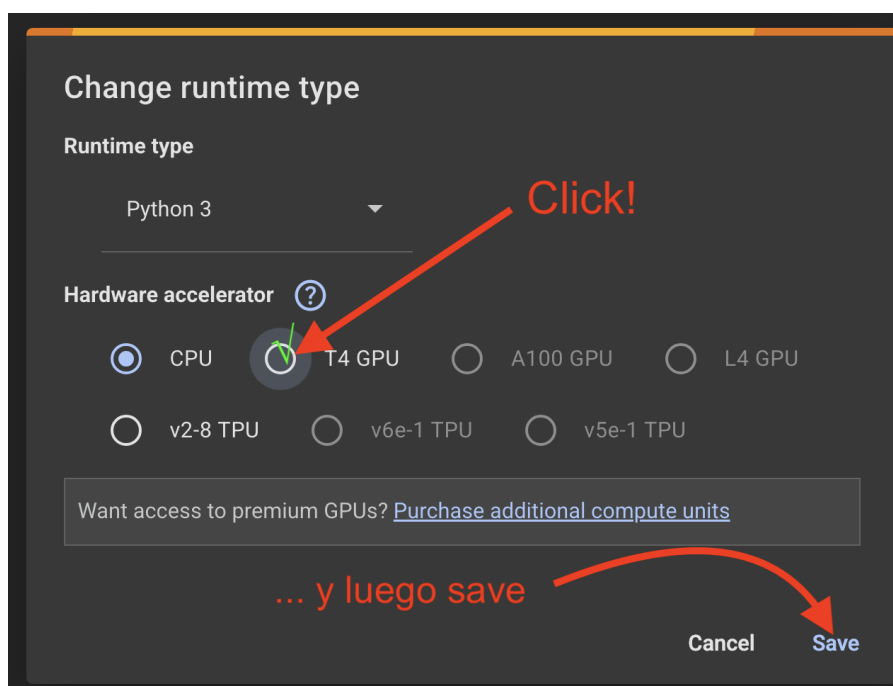 Change runtime type
Runtime type
Python 3
Click!
Hardware accelerator ?
CPU T4 GPU A100 GPU L4 GPU
v2-8 TPU v6e-1 TPU v5e-1 TPU
Want access to premium GPUs? Purchase additional compute units
... y luego save
Cancel Save